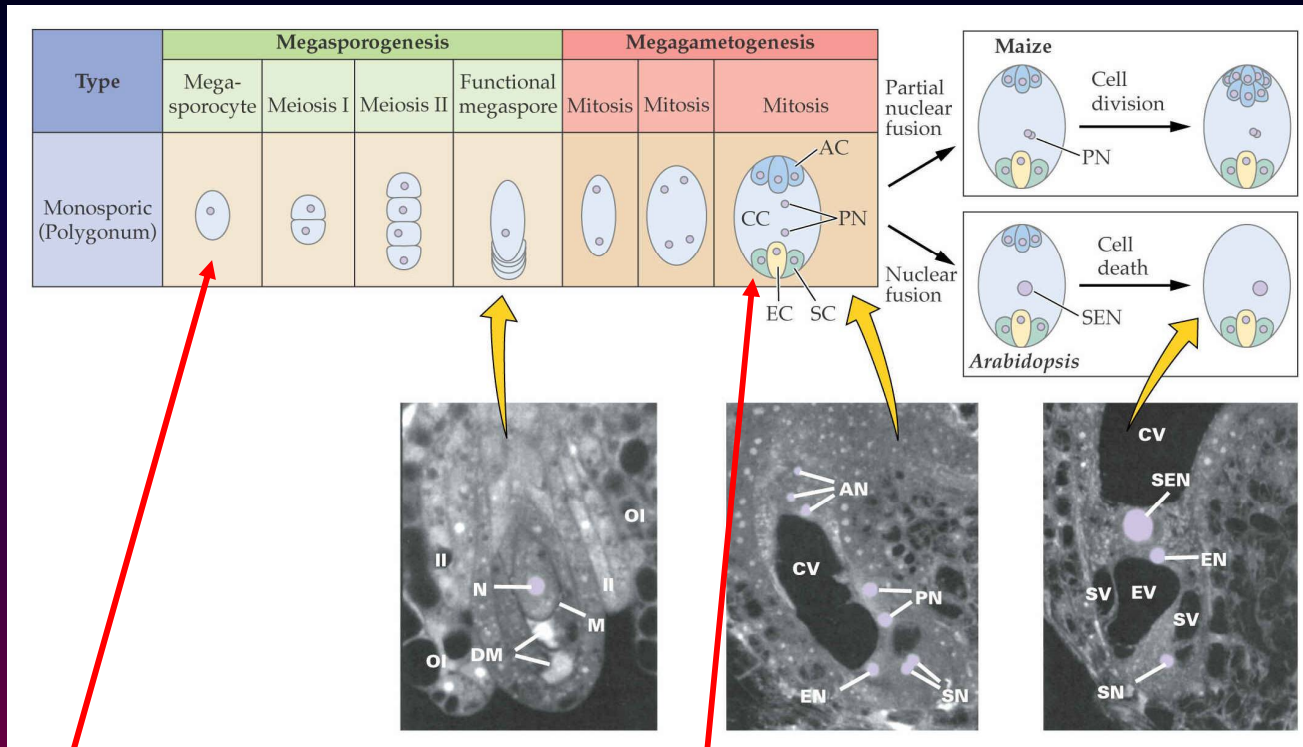 Type
Megasporogenesis
Megagametogenesis
Mega-
sporocyte
Meiosis I
Meiosis II
Functional
megaspore
Mitosis
Mitosis
Mitosis
Monosporic
(Polygonum)
AC
CC
PN
EC
SC
Partial
nuclear
fusion
Nuclear
fusion
Maize
Cell
division
PN
Cell
death
SEN
Arabidopsis
OI
II
N
II
M
DM
OI
AN
CV
PN
EN
SN
CV
SEN
EN
SV
EV
SV
SN